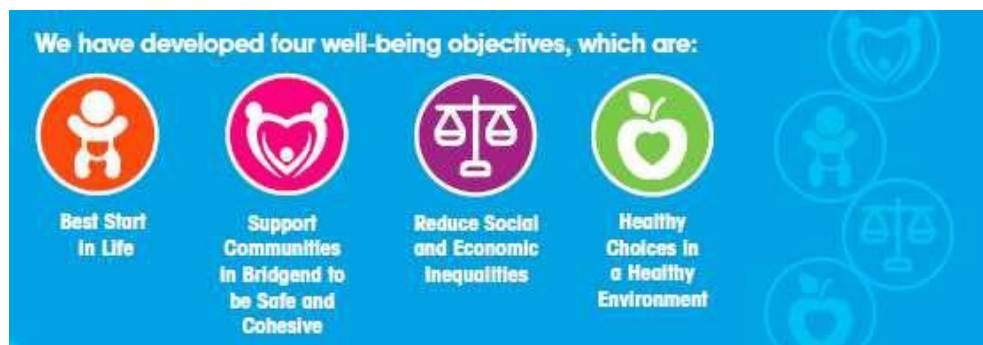 We have developed four well-being objectives, which are:
Best Start
in Life
Support
Communities
in Bridgend to
be Safe and
Cohesive
Reduce Social
and Economic
Inequalities
Healthy
Choices in
a Healthy
Environment